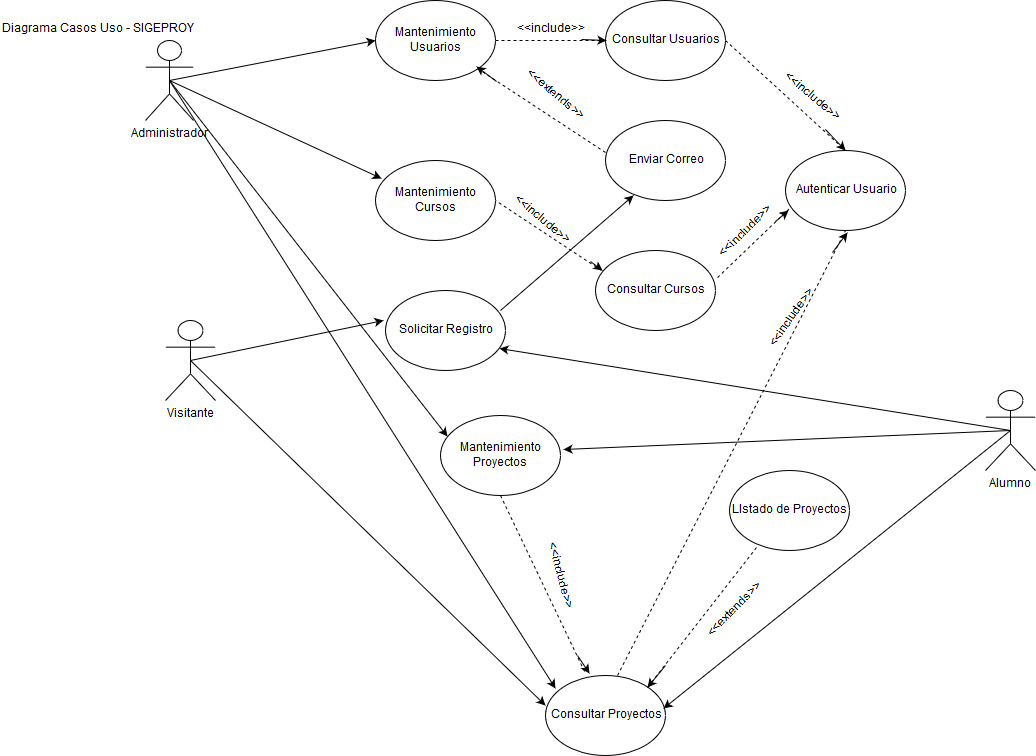 Diagrama Casos Uso - SIGEPROY
Mantenimiento
Usuarios
<<include>>
Consultar Usuarios
<<include>>
<<extends>>
Administrador
Enviar Correo
Mantenimiento
Cursos
<<include>>
Autenticar Usuario
<<include>>
Consultar Cursos
Solicitar Registro
<<include>>
Visitante
Mantenimiento
Proyectos
Alumno
LIstado de Proyectos
<<include>>
<<extends>>
Consultar Proyectos